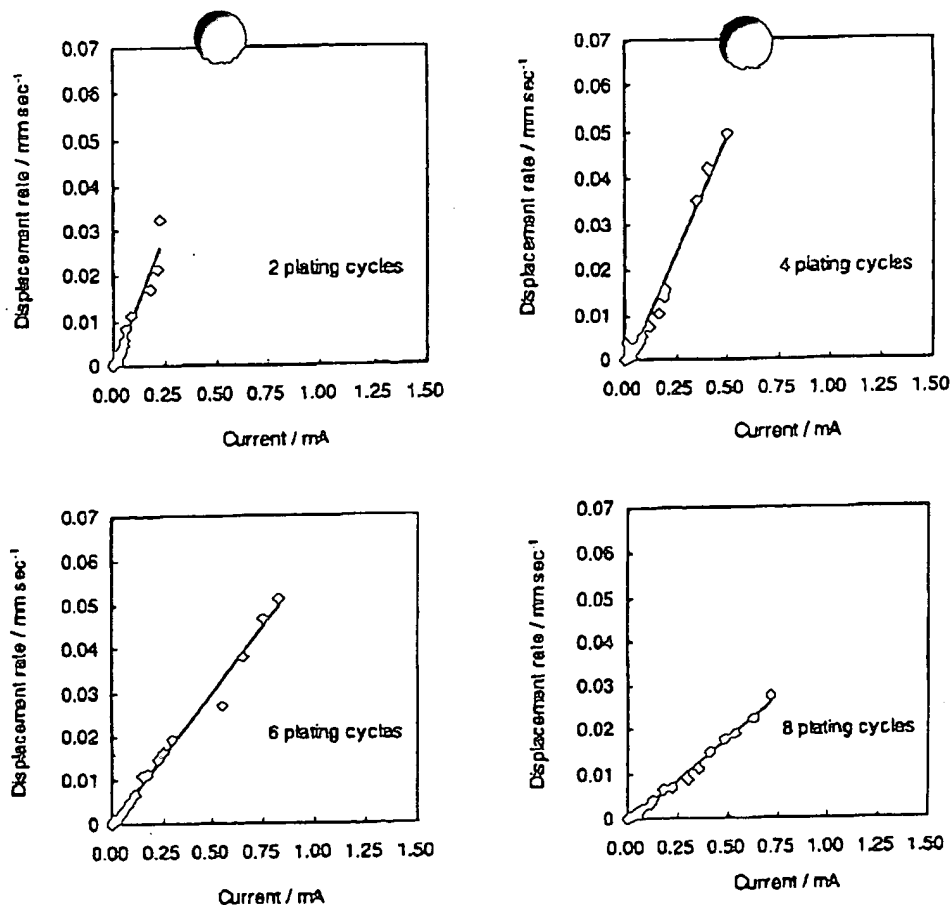 Displacement rate / mm sec⁻¹
0.07
0.06
0.05
0.04
0.03
0.02
0.01
0
2 plating cycles
0.00 0.25 0.50 0.75 1.00 1.25 1.50
Current / mA
Displacement rate / mm sec⁻¹
0.07
0.06
0.05
0.04
0.03
0.02
0.01
0
4 plating cycles
0.00 0.25 0.50 0.75 1.00 1.25 1.50
Current / mA
Displacement rate / mm sec⁻¹
0.07
0.06
0.05
0.04
0.03
0.02
0.01
0
6 plating cycles
0.00 0.25 0.50 0.75 1.00 1.25 1.50
Current / mA
Displacement rate / mm sec⁻¹
0.07
0.06
0.05
0.04
0.03
0.02
0.01
0
8 plating cycles
0.00 0.25 0.50 0.75 1.00 1.25 1.50
Current / mA